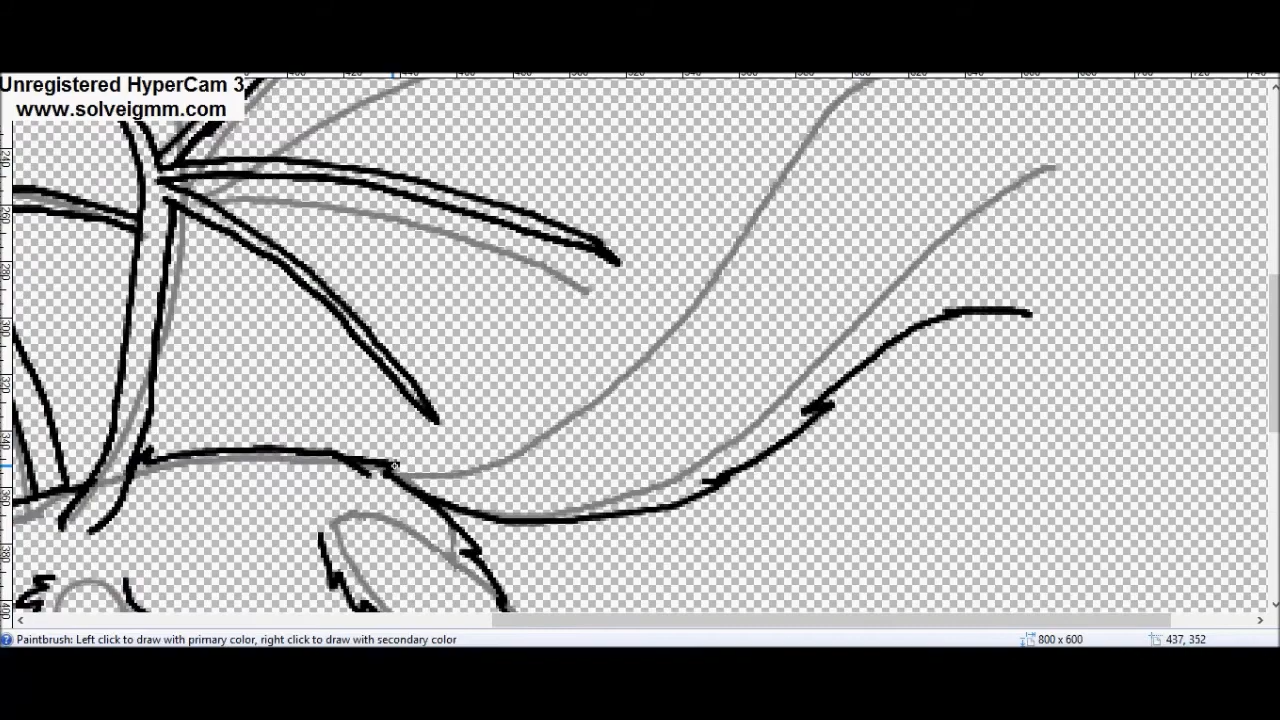 Unregistered HyperCam 3
www.solveigmm.com
Paintbrush: Left click to draw with primary color, right click to draw with secondary color
800 x 600
437, 352